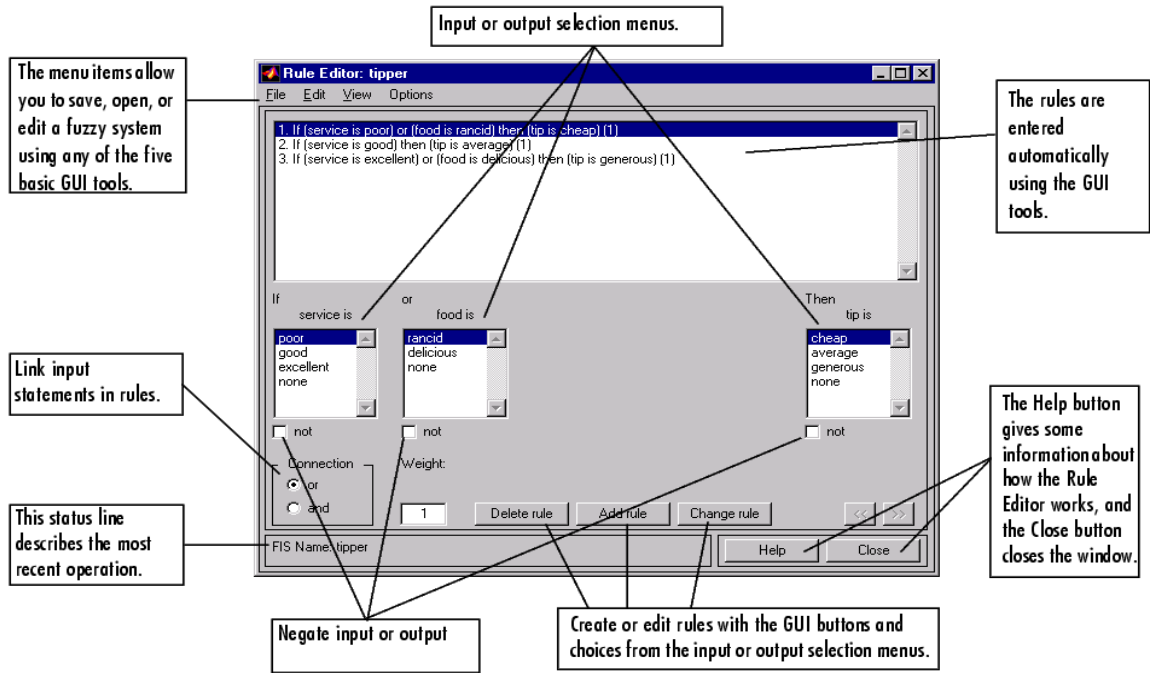 Input or output selection menus.
The menu items allow
you to save, open, or
edit a fuzzy system
using any of the five
basic GUI tools.
Rule Editor: tipper
File Edit View Options
1. If (service is poor) or (food is rancid) then (tip is cheap) (1)
2. If (service is good) then (tip is average) (1)
3. If (service is excellent) or (food is delicious) then (tip is generous) (1)
The rules are
entered
automatically
using the GUI
tools.
If or Then
service is food is tip is
poor
good
excellent
none
rancid
delicious
none
cheap
average
generous
none
not not not
Link input
statements in rules.
Connection
or
and
Weight:
1
Delete rule Add rule Change rule << >>
The Help button
gives some
information about
how the Rule
Editor works, and
the Close button
closes the window.
This status line
describes the most
recent operation.
FIS Name: tipper
Help Close
Negate input or output
Create or edit rules with the GUI buttons and
choices from the input or output selection menus.